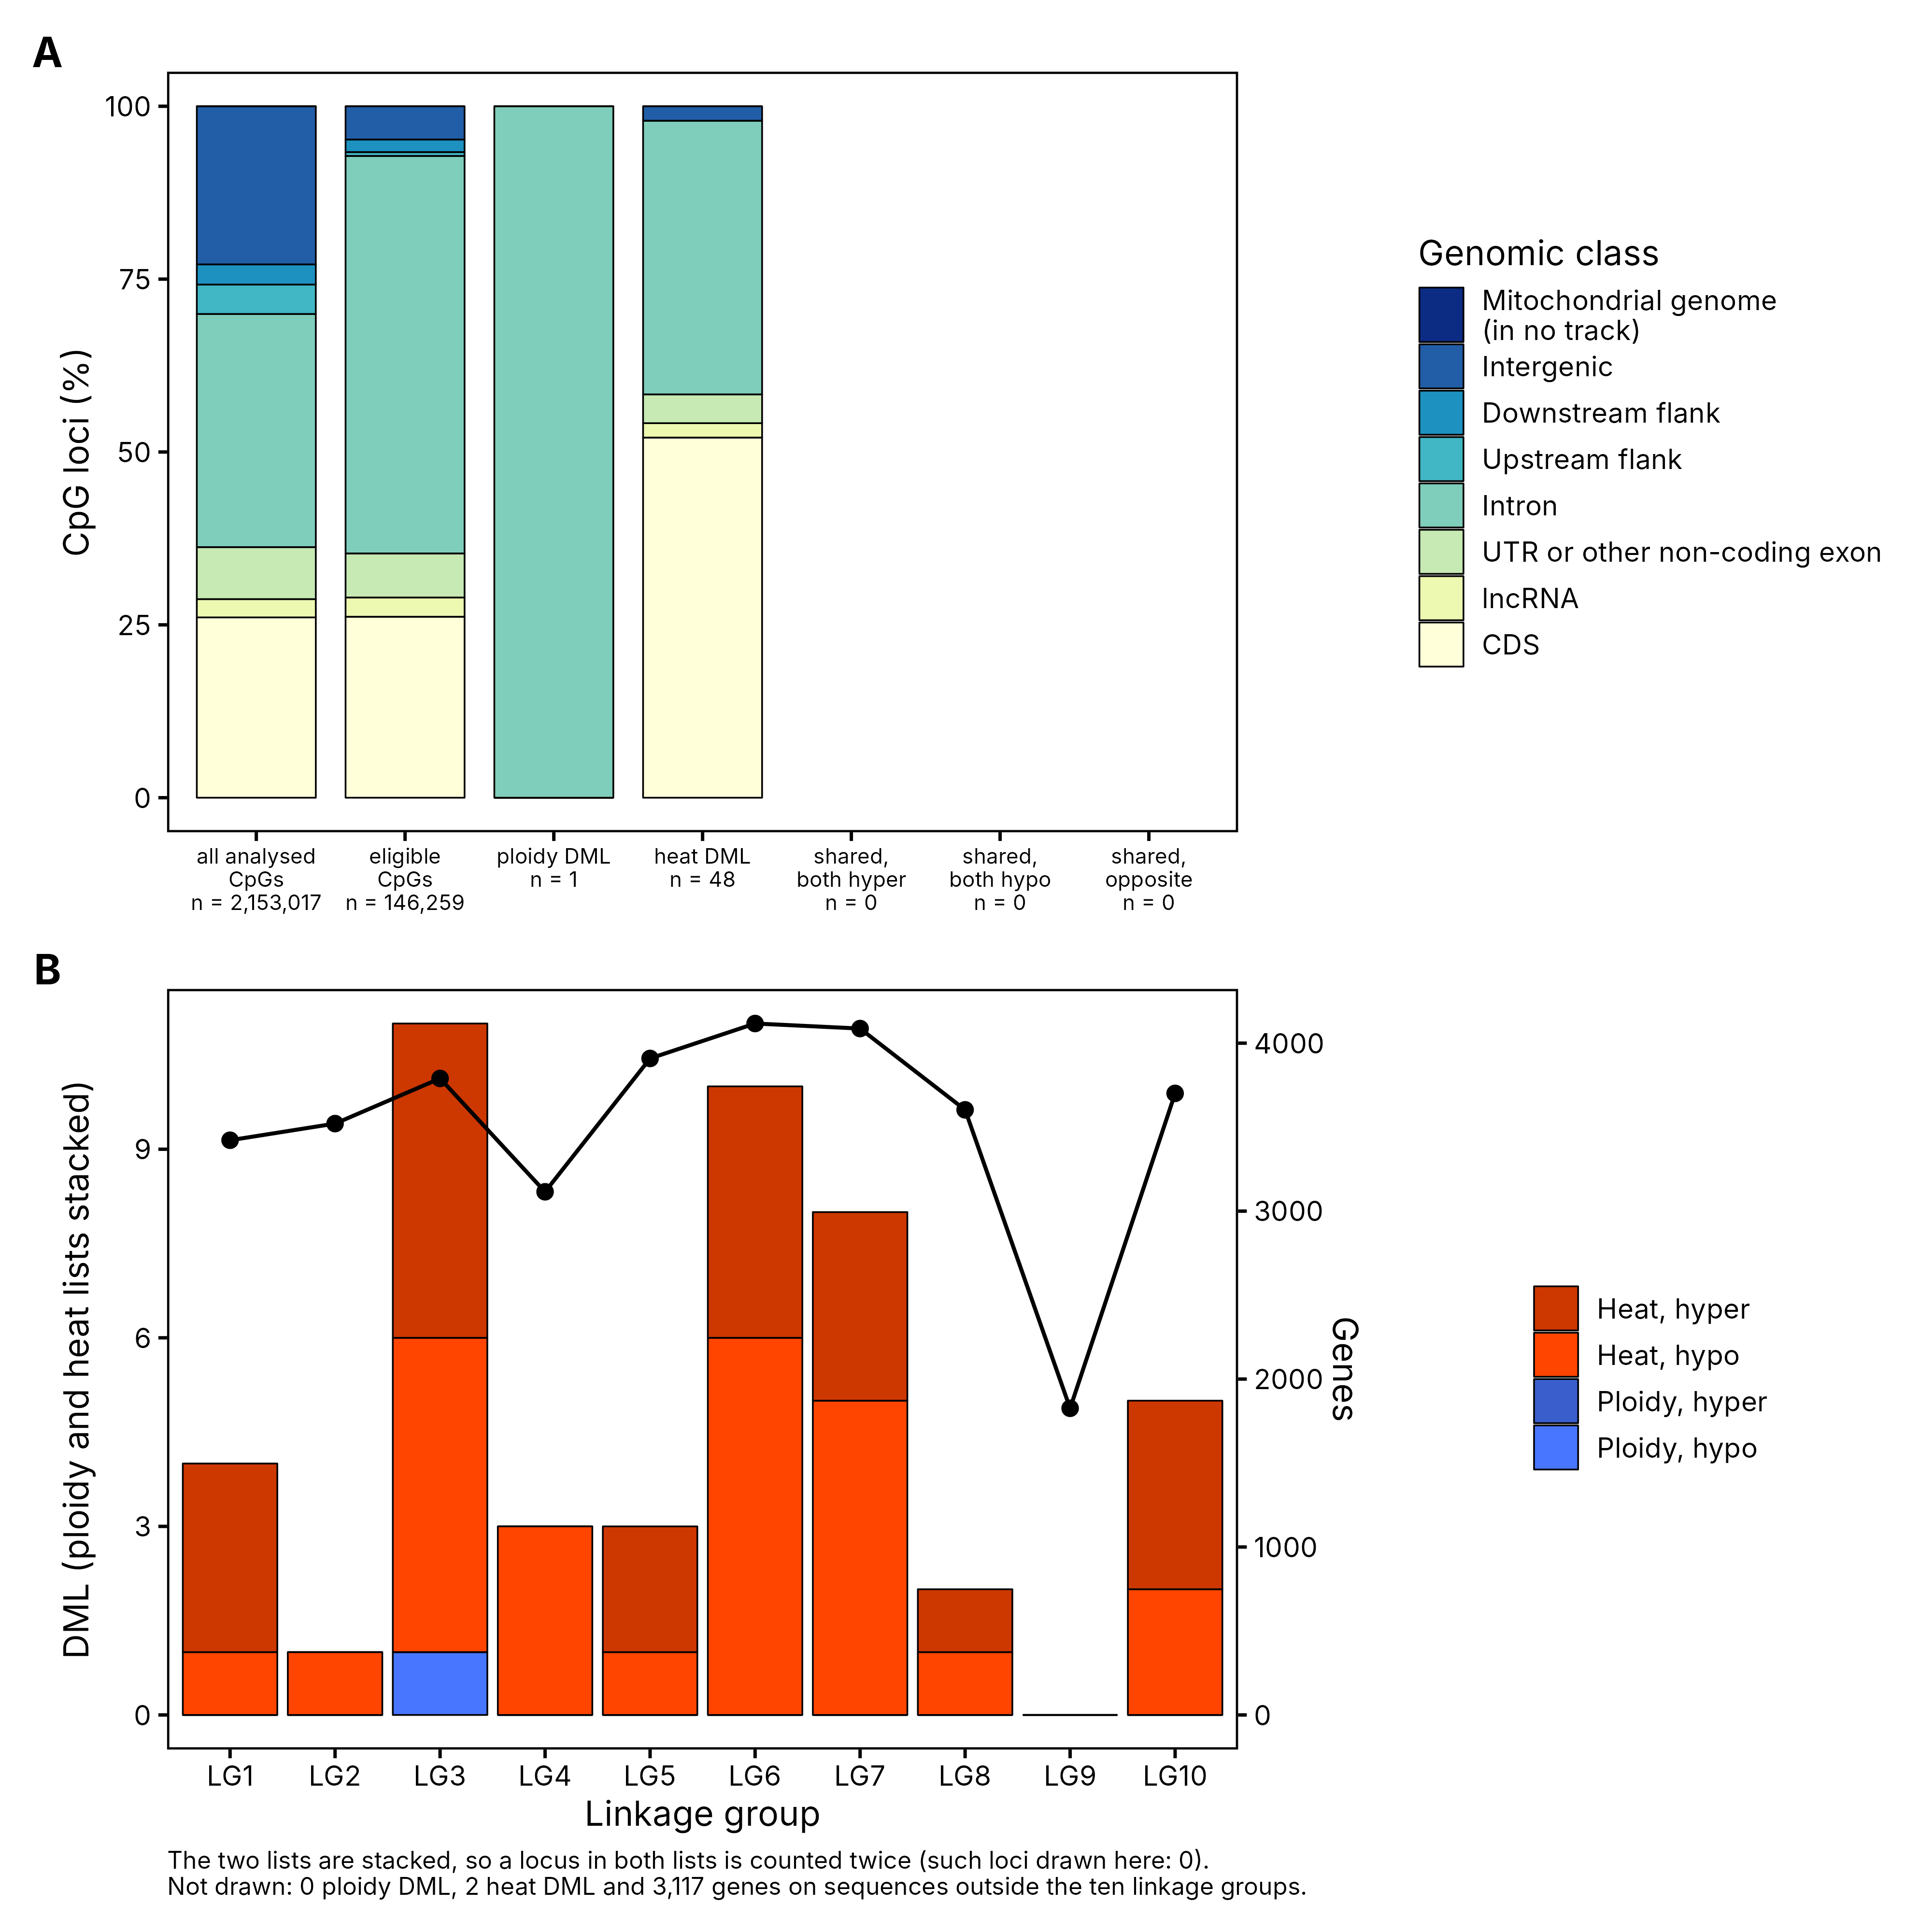 A
CpG loci (%)
100
75
50
25
0
all analysed
CpGs
n = 2,153,017
eligible
CpGs
n = 146,259
ploidy DML
n = 1
heat DML
n = 48
shared,
both hyper
n = 0
shared,
both hypo
n = 0
shared,
opposite
n = 0
Genomic class
Mitochondrial genome
(in no track)
Intergenic
Downstream flank
Upstream flank
Intron
UTR or other non-coding exon
lncRNA
CDS
B
DML (ploidy and heat lists stacked)
9
6
3
0
4000
3000
2000
1000
0
Genes
LG1
LG2
LG3
LG4
LG5
LG6
LG7
LG8
LG9
LG10
Linkage group
Heat, hyper
Heat, hypo
Ploidy, hyper
Ploidy, hypo
The two lists are stacked, so a locus in both lists is counted twice (such loci drawn here: 0).
Not drawn: 0 ploidy DML, 2 heat DML and 3,117 genes on sequences outside the ten linkage groups.